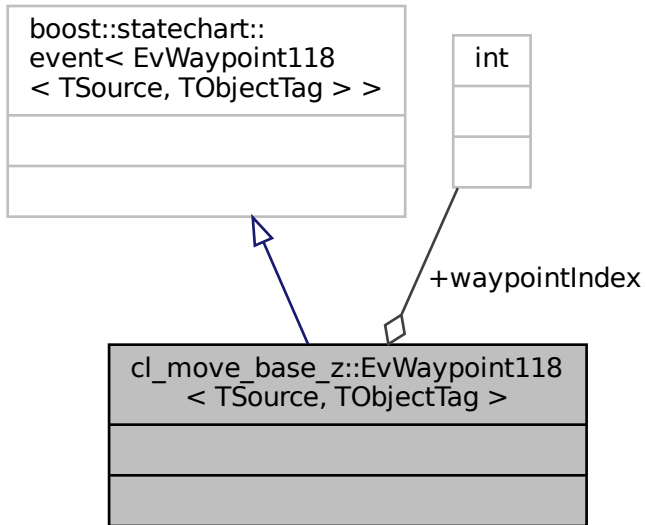 boost::statechart::
event< EvWaypoint118
< TSource, TObjectTag > >
int
+waypointIndex
cl_move_base_z::EvWaypoint118
< TSource, TObjectTag >